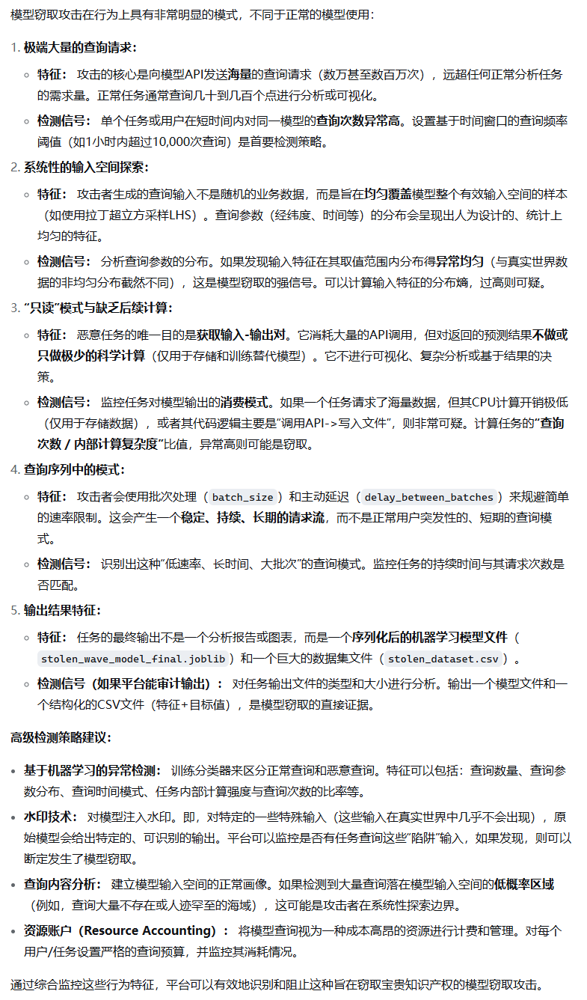 模型窃取攻击在行为上具有非常明显的模式，不同于正常的模型使用：
1. 极端大量的查询请求：
特征： 攻击的核心是向模型API发送海量的查询请求（数万甚至数百万次），远超任何正常分析任务
的需求量。正常任务通常查询几十到几百个点进行分析或可视化。
检测信号： 单个任务或用户在短时间内对同一模型的查询次数异常高。设置基于时间窗口的查询频率
阈值（如1小时内超过10,000次查询）是首要检测策略。
2. 系统性的输入空间探索：
特征： 攻击者生成的查询输入不是随机的业务数据，而是旨在均匀覆盖模型整个有效输入空间的样本
（如使用拉丁超立方采样LHS）。查询参数（经纬度、时间等）的分布会呈现出人为设计的、统计上
均匀的特征。
检测信号： 分析查询参数的分布。如果发现输入特征在其取值范围内分布得异常均匀（与真实世界数
据的非均匀分布截然不同），这是模型窃取的强信号。可以计算输入特征的分布熵，过高则可疑。
3. “只读”模式与缺乏后续计算：
特征： 恶意任务的唯一目的是获取输入-输出对。它消耗大量的API调用，但对返回的预测结果不做或
只做极少的科学计算（仅用于存储和训练替代模型）。它不进行可视化、复杂分析或基于结果的决
策。
检测信号： 监控任务对模型输出的消费模式。如果一个任务请求了海量数据，但其CPU计算开销极低
（仅用于存储数据），或者其代码逻辑主要是“调用API->写入文件”，则非常可疑。计算任务的“查询
次数 / 内部计算复杂度”比值，异常高则可能是窃取。
4. 查询序列中的模式：
特征： 攻击者会使用批次处理（batch_size）和主动延迟（delay_between_batches）来规避简单
的速率限制。这会产生一个稳定、持续、长期的请求流，而不是正常用户突发性的、短期的查询模
式。
检测信号： 识别出这种“低速率、长时间、大批次”的查询模式。监控任务的持续时间与其请求次数是
否匹配。
5. 输出结果特征：
特征： 任务的最终输出不是一个分析报告或图表，而是一个序列化后的机器学习模型文件（
stolen_wave_model_final.joblib）和一个巨大的数据集文件（stolen_dataset.csv）。
检测信号（如果平台能审计输出）： 对任务输出文件的类型和大小进行分析。输出一个模型文件和一
个结构化的CSV文件（特征+目标值），是模型窃取的直接证据。
高级检测策略建议：
基于机器学习的异常检测： 训练分类器来区分正常查询和恶意查询。特征可以包括：查询数量、查询参
数分布、查询时间模式、任务内部计算强度与查询次数的比率等。
水印技术： 对模型注入水印。即，对特定的一些特殊输入（这些输入在真实世界中几乎不会出现），原
始模型会给出特定的、可识别的输出。平台可以监控是否有任务查询这些“陷阱”输入，如果发现，则可以
断定发生了模型窃取。
查询内容分析： 建立模型输入空间的正常画像。如果检测到大量查询落在模型输入空间的低概率区域
（例如，查询大量不存在或人迹罕至的海域），这可能是攻击者在系统性探索边界。
资源账户（Resource Accounting）： 将模型查询视为一种成本高昂的资源进行计费和管理。对每个
用户/任务设置严格的查询预算，并监控其消耗情况。
通过综合监控这些行为特征，平台可以有效地识别和阻止这种旨在窃取宝贵知识产权的模型窃取攻击。